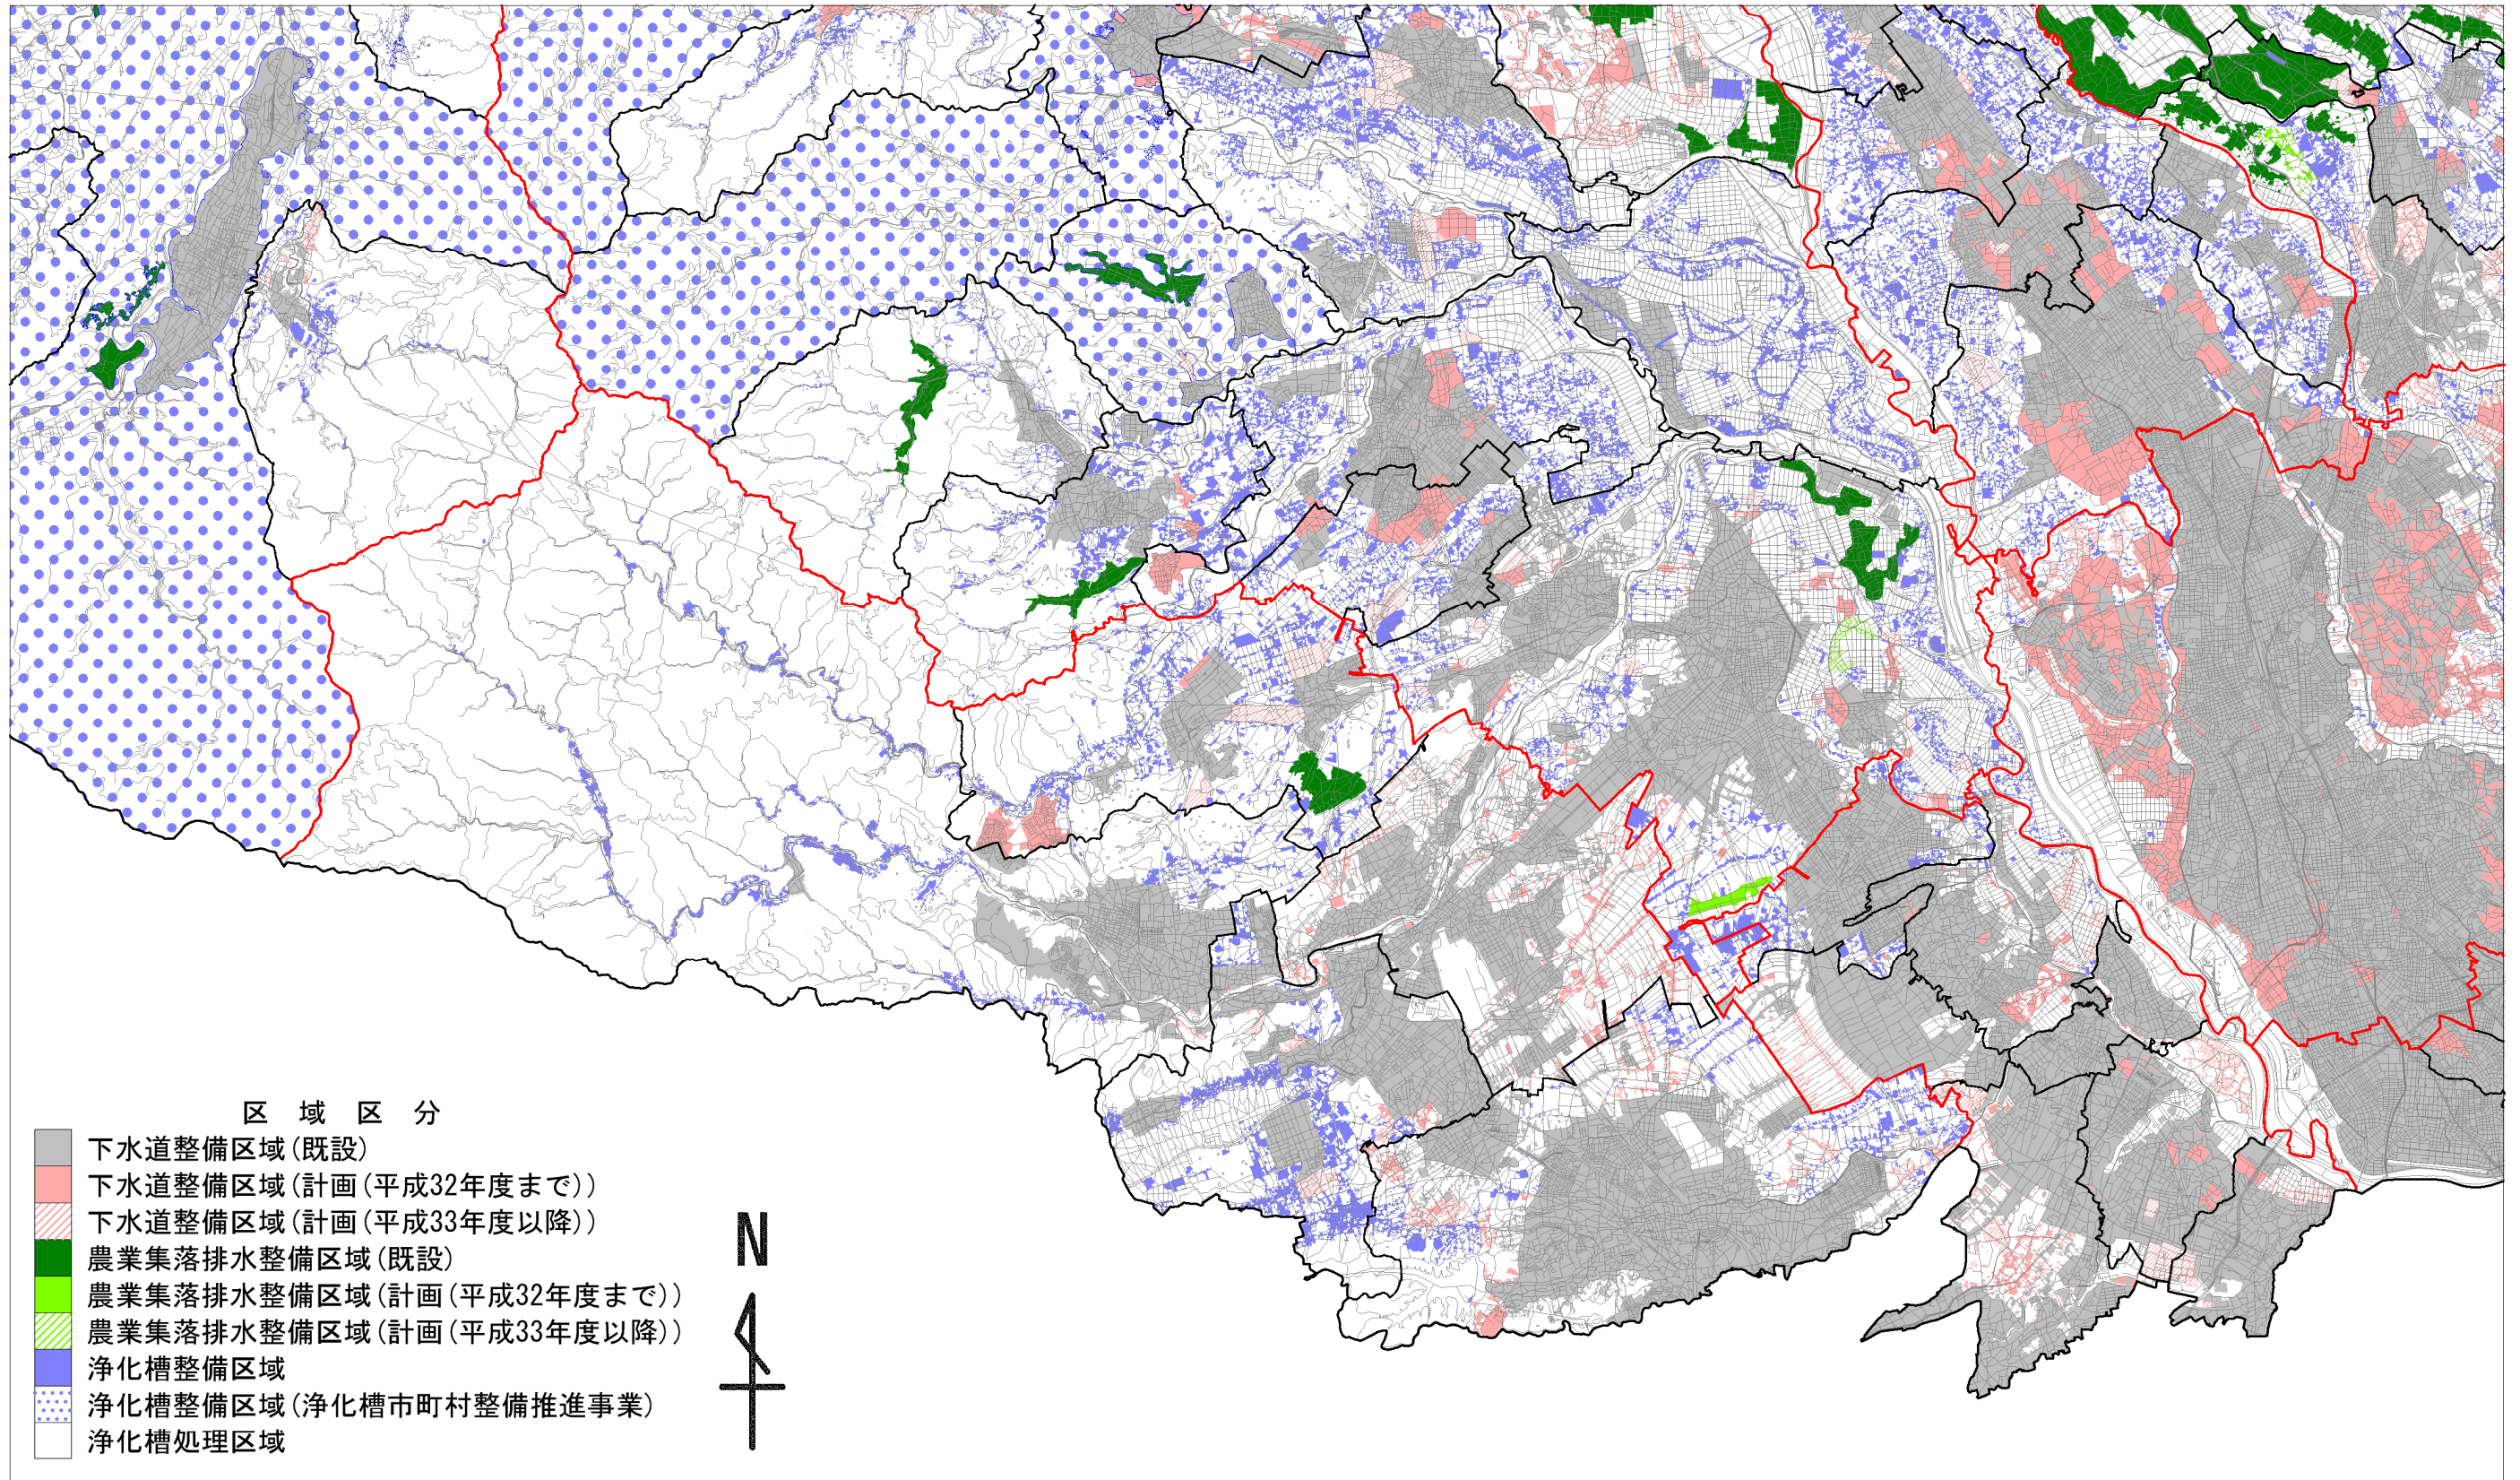 区域区分
下水道整備区域(既設)
下水道整備区域(計画(平成32年度まで))
下水道整備区域(計画(平成33年度以降))
農業集落排水整備区域(既設)
農業集落排水整備区域(計画(平成32年度まで))
農業集落排水整備区域(計画(平成33年度以降))
浄化槽整備区域
浄化槽整備区域(浄化槽市町村整備推進事業)
浄化槽処理区域
N